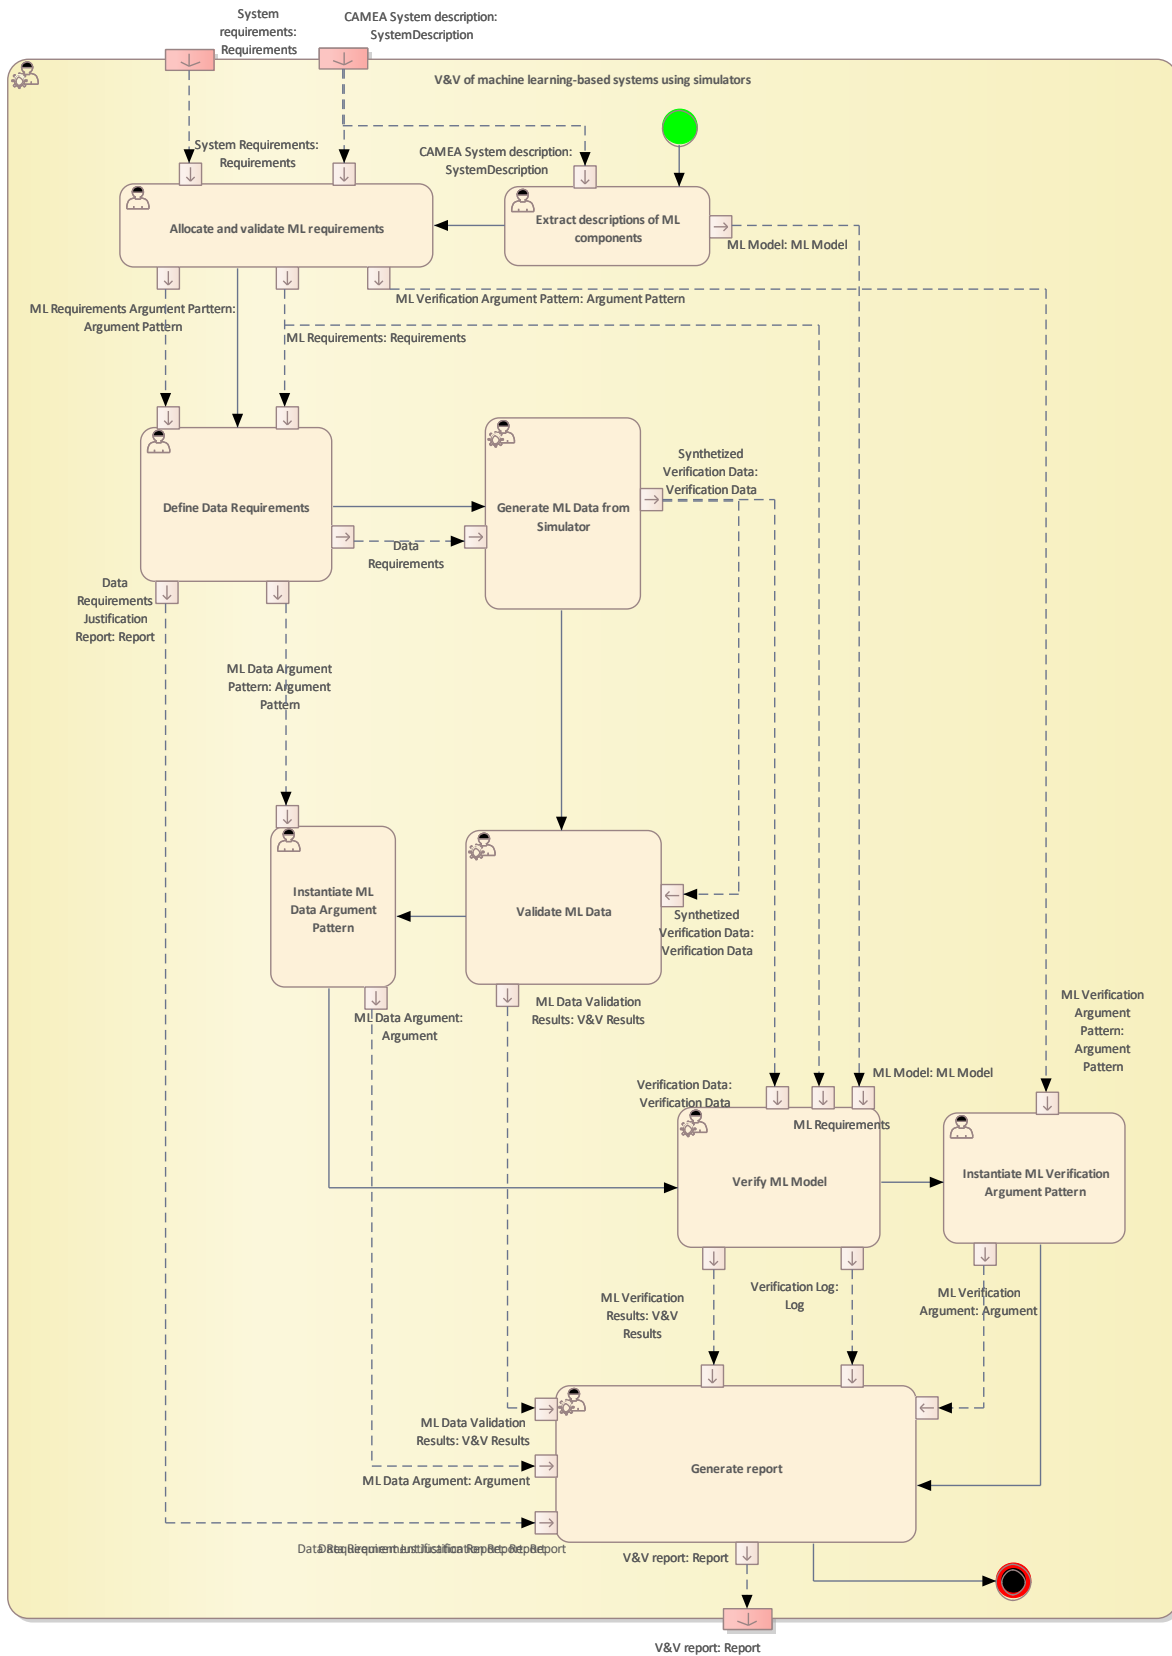 System
requirements:
Requirements
CAMEA System description:
SystemDescription
V&V of machine learning-based systems using simulators
System Requirements:
Requirements
CAMEA System description:
SystemDescription
Allocate and validate ML requirements
Extract descriptions of ML
components
ML Model: ML Model
ML Requirements Argument Parttern:
Argument Pattern
ML Verification Argument Pattern: Argument Pattern
ML Requirements: Requirements
Define Data Requirements
Generate ML Data from
Simulator
Synthetized
Verification Data:
Verification Data
Data
Requirements
Data
Requirements
Justification
Report: Report
ML Data Argument
Pattern: Argument
Pattern
Instantiate ML
Data Argument
Pattern
Validate ML Data
Synthetized
Verification Data:
Verification Data
ML Data Argument:
Argument
ML Data Validation
Results: V&V Results
ML Verification
Argument
Pattern:
Argument
Pattern
ML Model: ML Model
Verification Data:
Verification Data
ML Requirements
Verify ML Model
Instantiate ML Verification
Argument Pattern
ML Verification
Results: V&V
Results
Verification Log:
Log
ML Verification
Argument: Argument
ML Data Validation
Results: V&V Results
ML Data Argument: Argument
Generate report
V&V report: Report
V&V report: Report